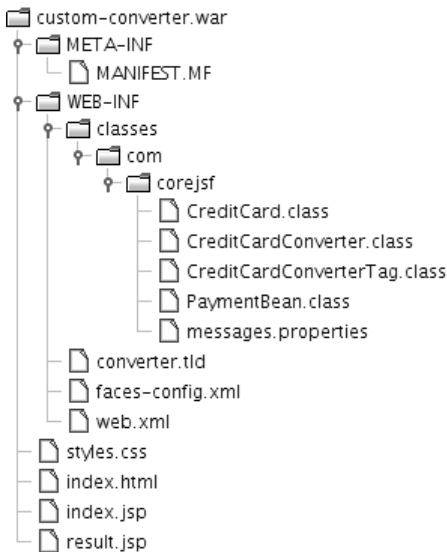 custom-converter.war
META-INF
MANIFEST.MF
WEB-INF
classes
com
corejsf
CreditCard.class
CreditCardConverter.class
CreditCardConverterTag.class
PaymentBean.class
messages.properties
converter.tld
faces-config.xml
web.xml
styles.css
index.html
index.jsp
result.jsp